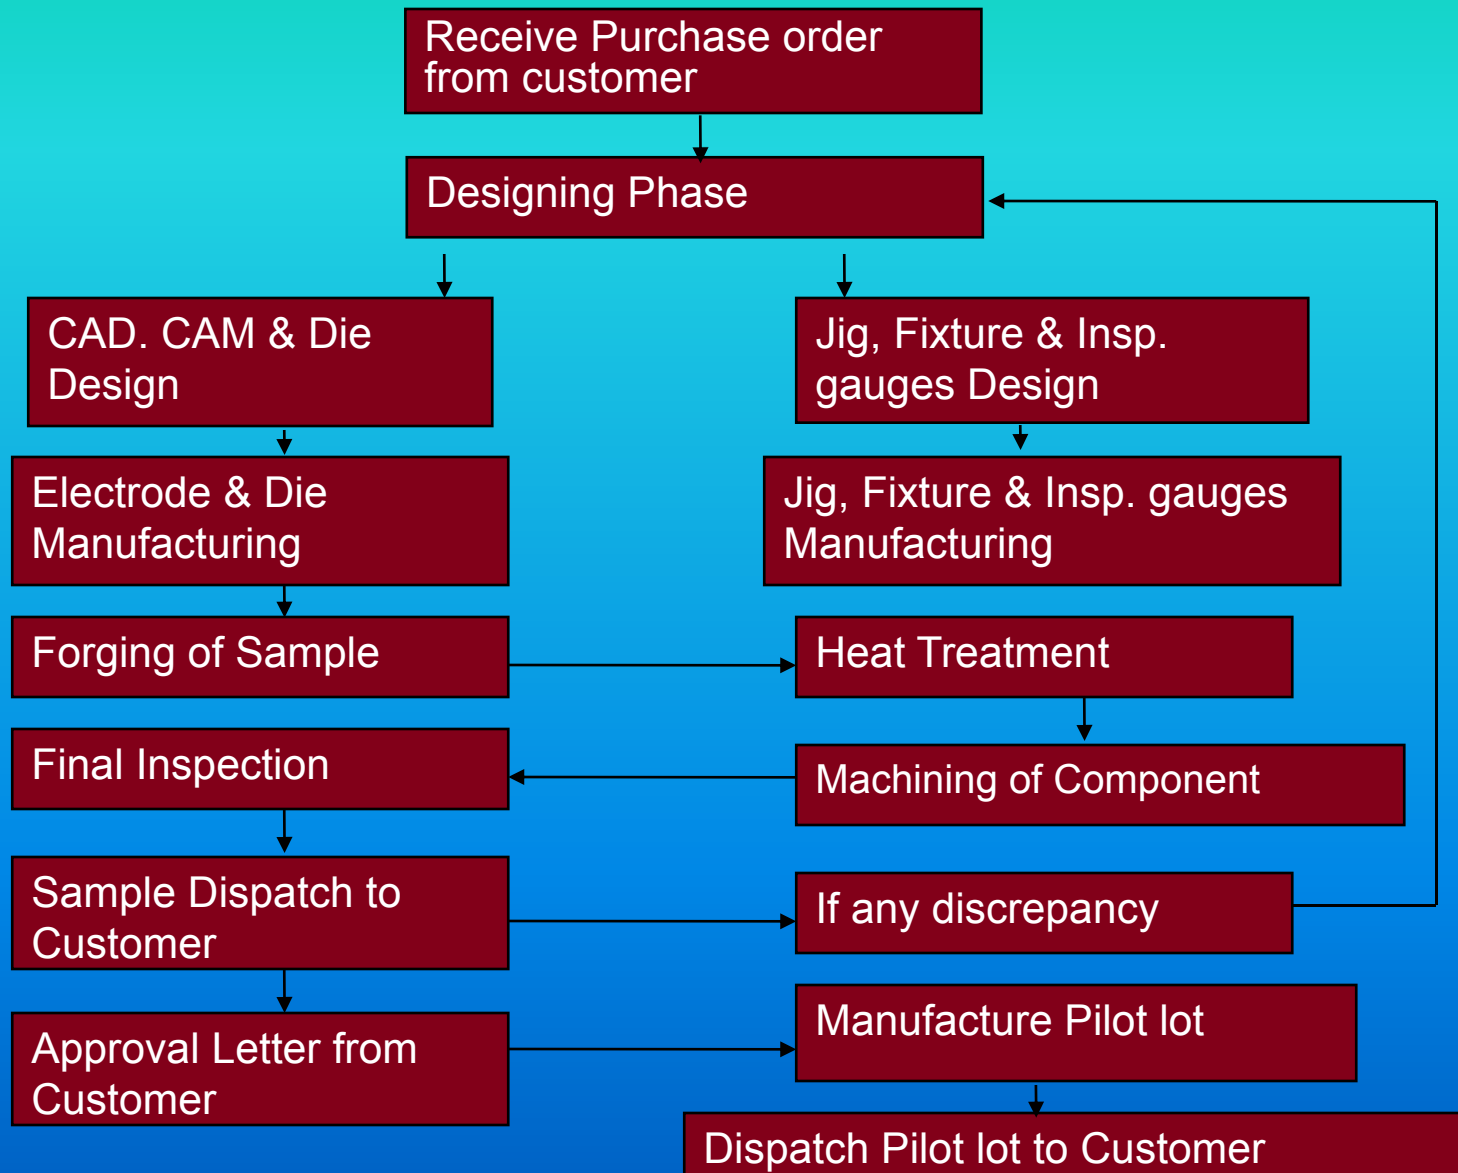 Receive Purchase order
from customer
Designing Phase
CAD. CAM & Die
Design
Jig, Fixture & Insp.
gauges Design
Electrode & Die
Manufacturing
Jig, Fixture & Insp. gauges
Manufacturing
Forging of Sample
Heat Treatment
Final Inspection
Machining of Component
Sample Dispatch to
Customer
If any discrepancy
Approval Letter from
Customer
Manufacture Pilot lot
Dispatch Pilot lot to Customer